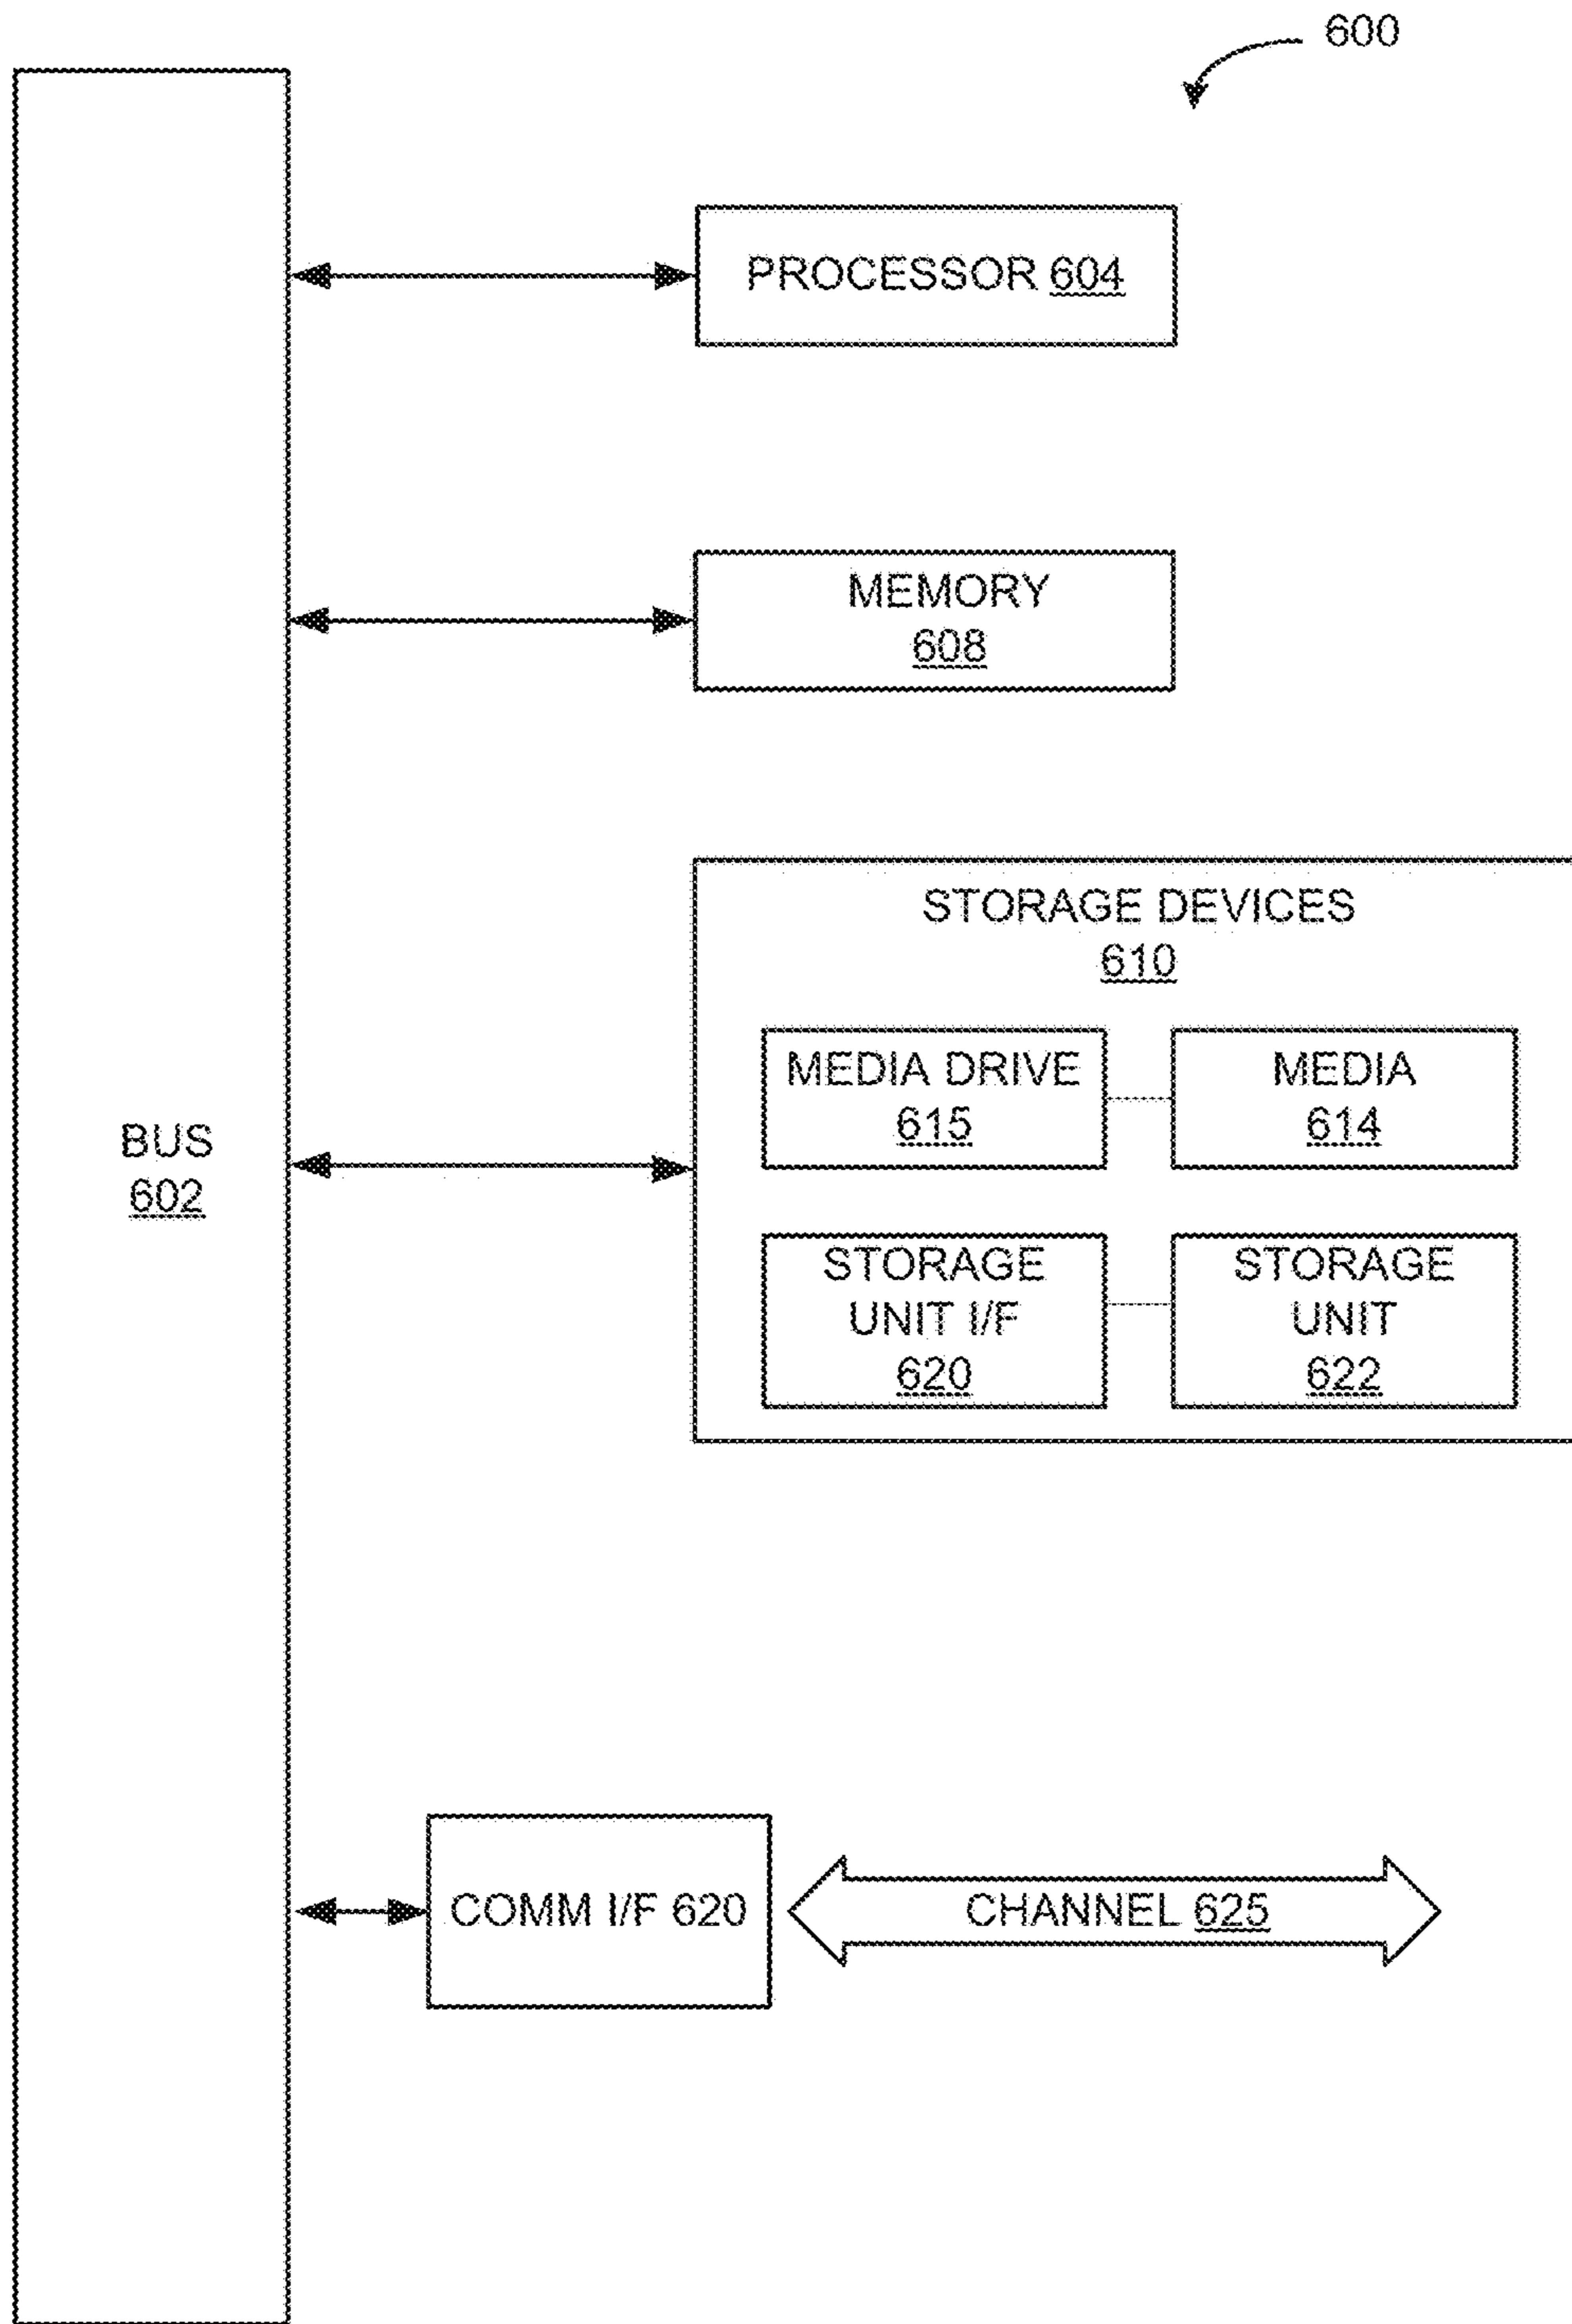 600
PROCESSOR 604
MEMORY
608
STORAGE DEVICES
610
MEDIA DRIVE
615
MEDIA
614
BUS
602
STORAGE
UNIT I/F
620
STORAGE
UNIT
622
COMM I/F 620
CHANNEL 625